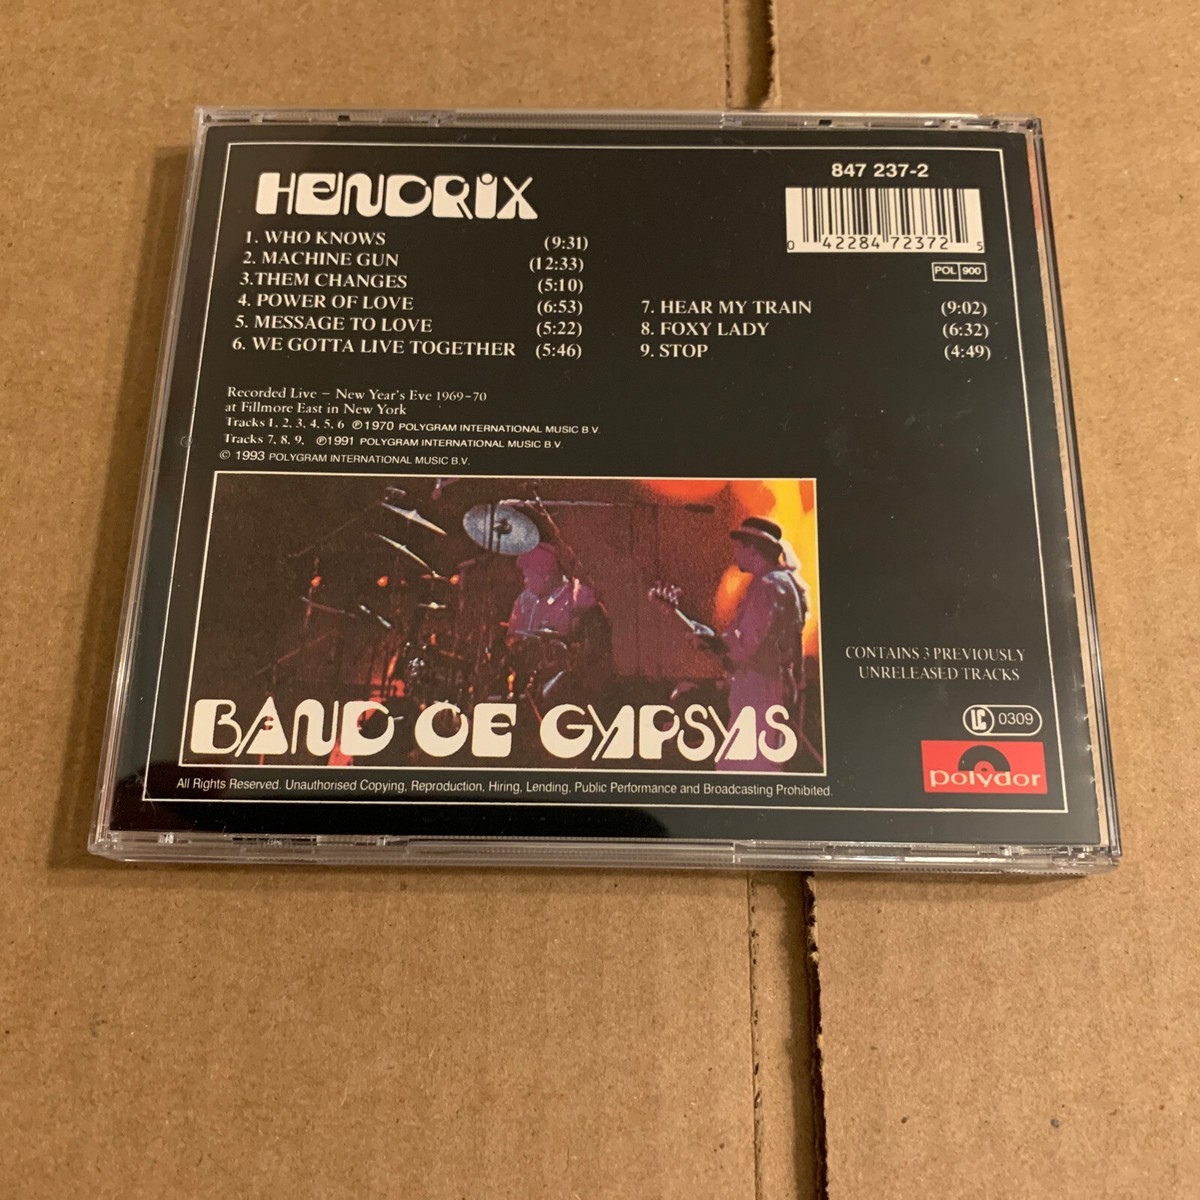 HENDRIX
847 237-2
0 42284 72372 5
POL 900
1. WHO KNOWS (9:31)
2. MACHINE GUN (12:33)
3.THEM CHANGES (5:10)
4. POWER OF LOVE (6:53)
5. MESSAGE TO LOVE (5:22)
6. WE GOTTA LIVE TOGETHER (5:46)
7. HEAR MY TRAIN (9:02)
8. FOXY LADY (6:32)
9. STOP (4:49)
Recorded Live – New Year's Eve 1969-70
at Fillmore East in New York
Tracks 1, 2, 3, 4, 5, 6 ℗1970 POLYGRAM INTERNATIONAL MUSIC B.V.
Tracks 7, 8, 9, ℗1991 POLYGRAM INTERNATIONAL MUSIC B.V.
© 1993 POLYGRAM INTERNATIONAL MUSIC B.V.
CONTAINS 3 PREVIOUSLY
UNRELEASED TRACKS
LC 0309
polydor
BAND OF GYPSYS
All Rights Reserved. Unauthorised Copying, Reproduction, Hiring, Lending, Public Performance and Broadcasting Prohibited.